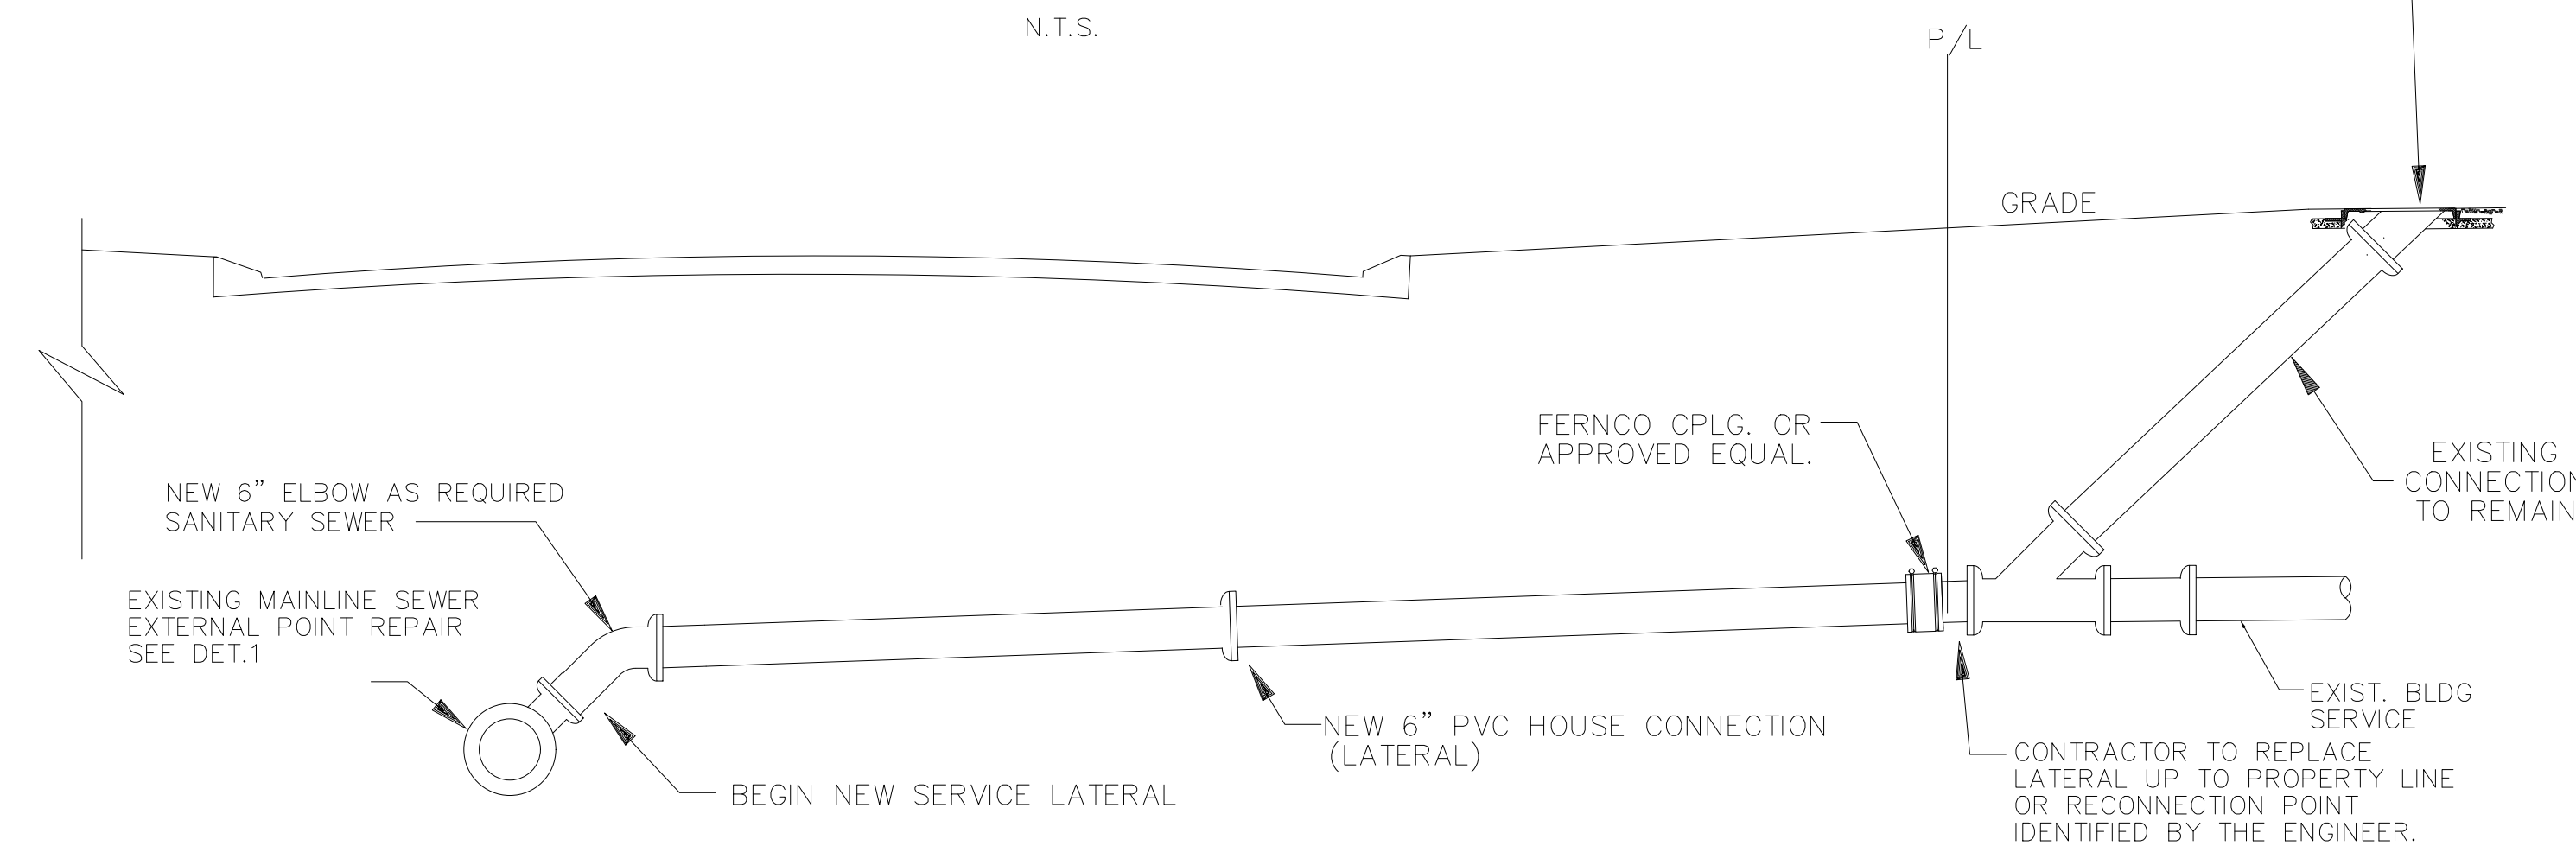 N.T.S.
P/L
GRADE
FERNCO CPLG. OR
APPROVED EQUAL.
EXISTING
CONNECTION
TO REMAIN
NEW 6” ELBOW AS REQUIRED
SANITARY SEWER
EXISTING MAINLINE SEWER
EXTERNAL POINT REPAIR
SEE DET.1
EXIST. BLDG
SERVICE
NEW 6” PVC HOUSE CONNECTION
(LATERAL)
CONTRACTOR TO REPLACE
LATERAL UP TO PROPERTY LINE
OR RECONNECTION POINT
IDENTIFIED BY THE ENGINEER.
BEGIN NEW SERVICE LATERAL